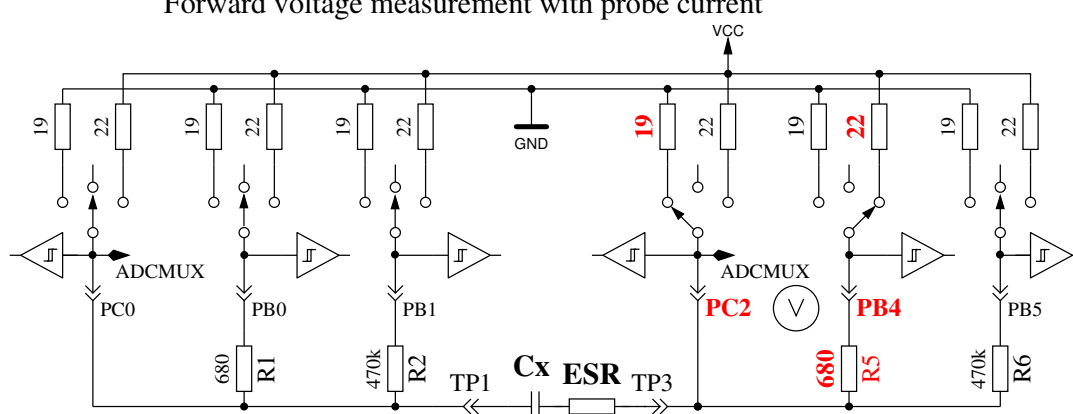 Forward voltage measurement with probe current
VCC
19 22 19 22 19 22 GND 19 22 19 22 19 22
ADCMUX ADCMUX
PC0 PB0 PB1 PC2 V PB4 PB5
680 R1 470k R2 680 R5 470k R6
TP1 Cx ESR TP3